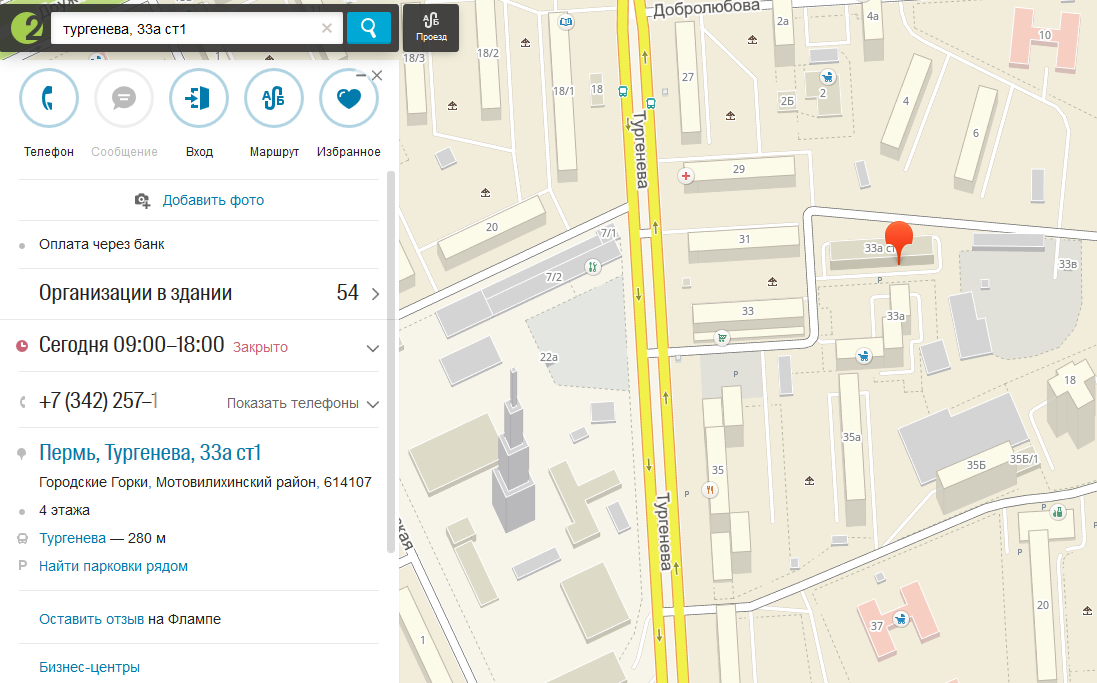 тургенева, 33а ст1
Проезд
Телефон
Сообщение
Вход
Маршрут
Избранное
Добавить фото
Оплата через банк
Организации в здании 54
Сегодня 09:00–18:00 Закрыто
+7 (342) 257–1 Показать телефоны
Пермь, Тургенева, 33а ст1
Городские Горки, Мотовилихинский район, 614107
4 этажа
Тургенева — 280 м
P Найти парковки рядом
Оставить отзыв на Флампе
Бизнес-центры
Добролюбова
2а
4а
10
18/2
18/3
27
18/1
18
2
2Б
4
6
Тургенева
29
20
7/1
31
33а ст
33в
7/2
P
33
33а
22а
P
18
35а
35Б
35Б/1
35
P
Тургенева
ская
P
P
P
20
37
1